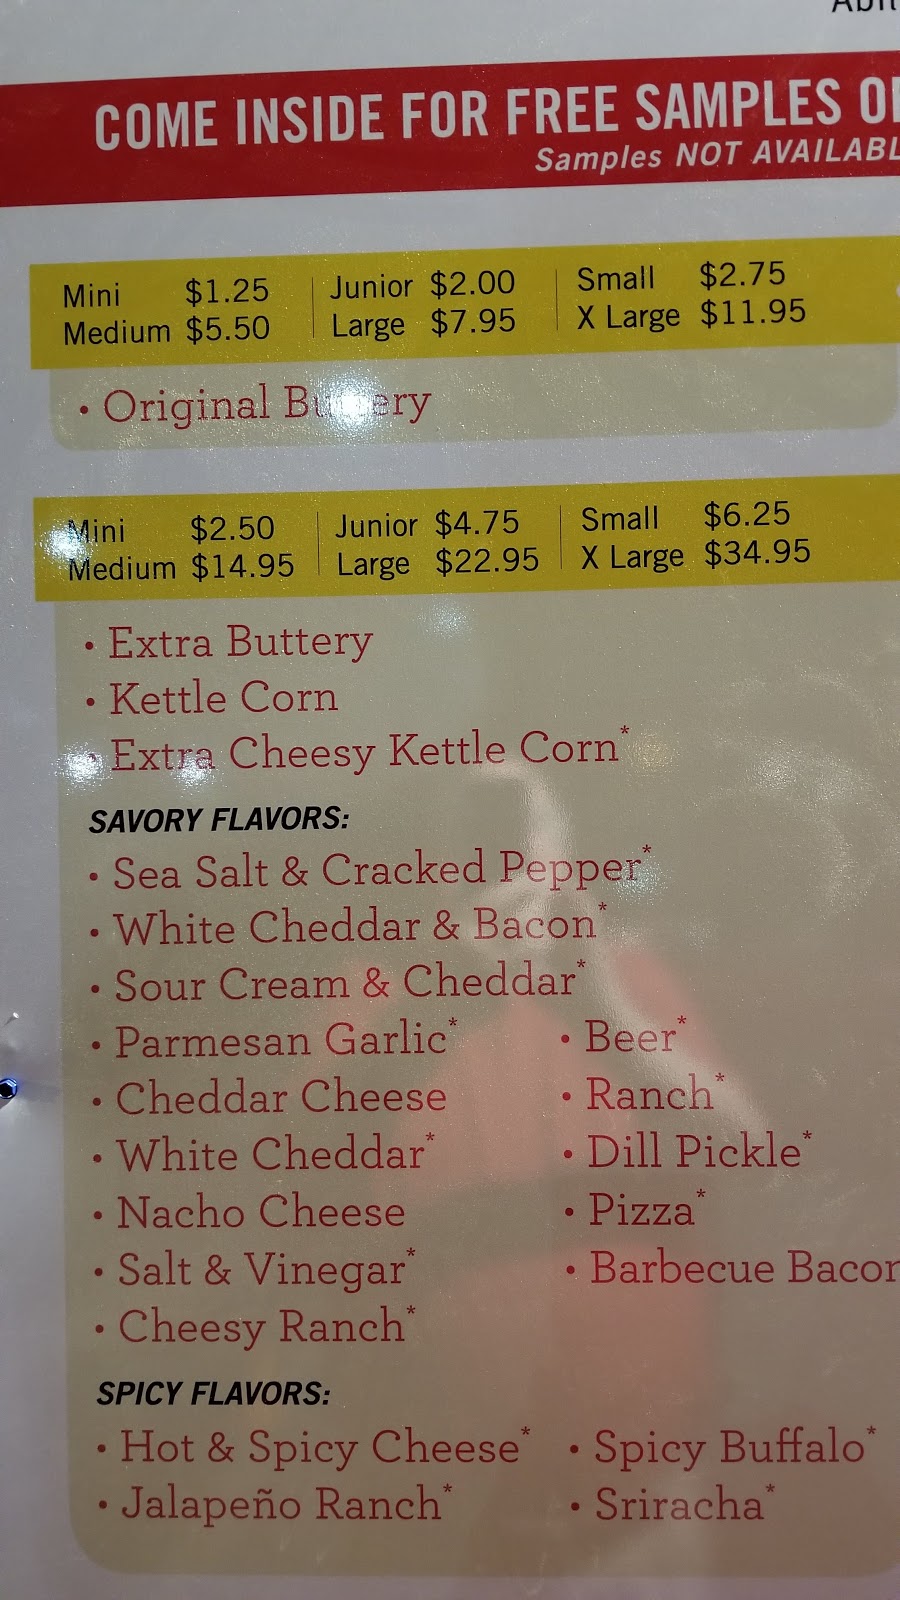 COME INSIDE FOR FREE SAMPLES
Samples NOT AVAILABL
Mini $1.25 Junior $2.00 Small $2.75
Medium $5.50 Large $7.95 X Large $11.95
• Original Buttery
Mini $2.50 Junior $4.75 Small $6.25
Medium $14.95 Large $22.95 X Large $34.95
• Extra Buttery
• Kettle Corn
• Extra Cheesy Kettle Corn*
SAVORY FLAVORS:
• Sea Salt & Cracked Pepper*
• White Cheddar & Bacon*
• Sour Cream & Cheddar*
• Parmesan Garlic*
• Cheddar Cheese
• White Cheddar*
• Nacho Cheese
• Salt & Vinegar*
• Cheesy Ranch*
• Beer*
• Ranch*
• Dill Pickle*
• Pizza*
• Barbecue Bacon
SPICY FLAVORS:
• Hot & Spicy Cheese*
• Jalapeño Ranch*
• Spicy Buffalo*
• Sriracha*